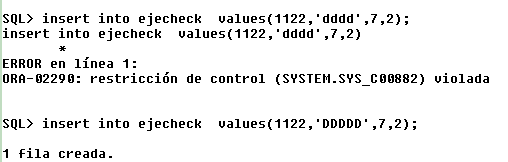 SQL> insert into ejecheck  values(1122,'dddd',7,2);
insert into ejecheck  values(1122,'dddd',7,2)
*
ERROR en línea 1:
ORA-02290: restricción de control (SYSTEM.SYS_C00882) violada
SQL> insert into ejecheck  values(1122,'DDDDD',7,2);
1 fila creada.